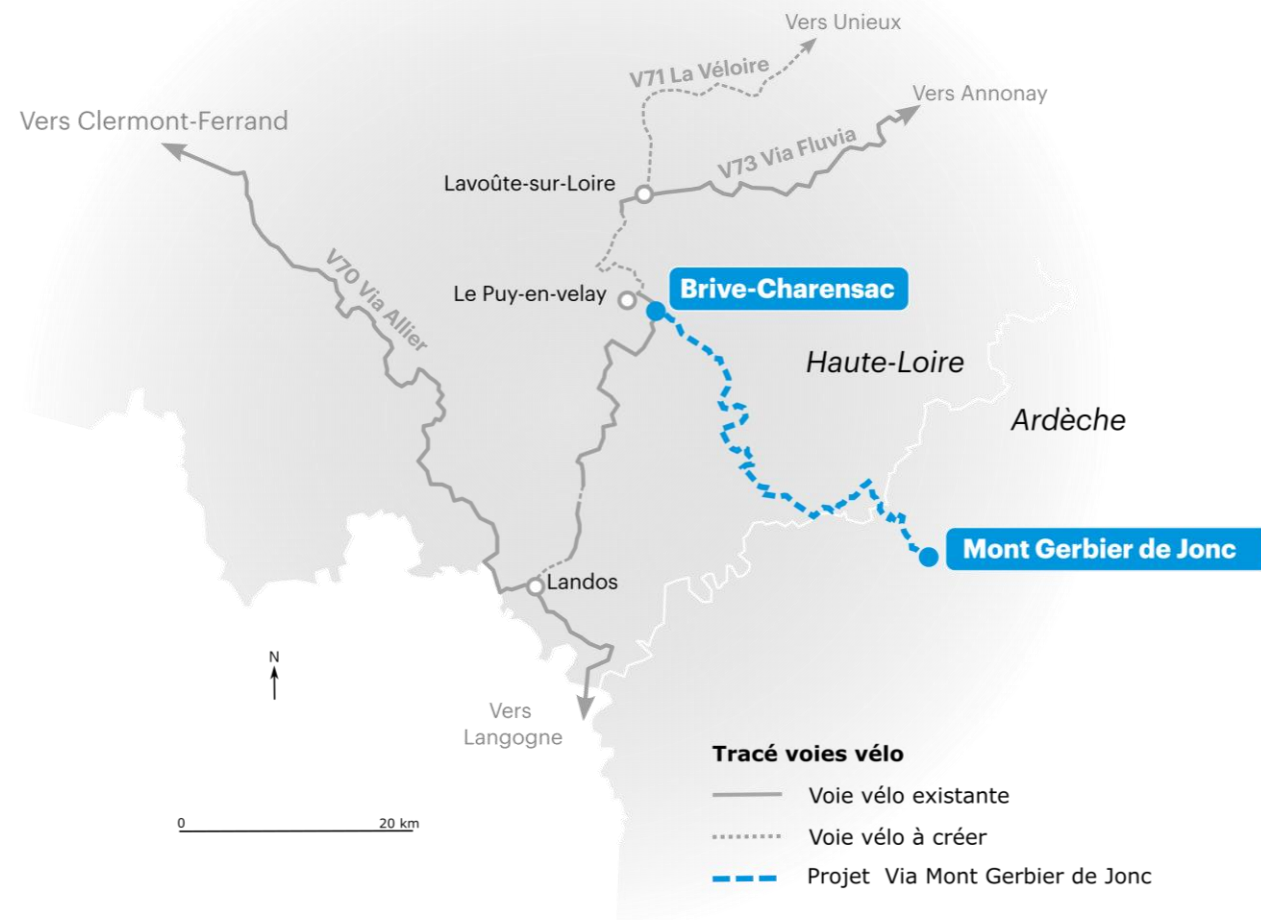 Vers Unieux
V71 La Véloire
Vers Annonay
Vers Clermont-Ferrand
V73 Via Fluvia
Lavoûte-sur-Loire
V70 Via Allier
Le Puy-en-velay
Brive-Charensac
Haute-Loire
Ardèche
Mont Gerbier de Jonc
Landos
N
Vers
Langogne
Tracé voies vélo
Voie vélo existante
0 20 km
Voie vélo à créer
Projet Via Mont Gerbier de Jonc